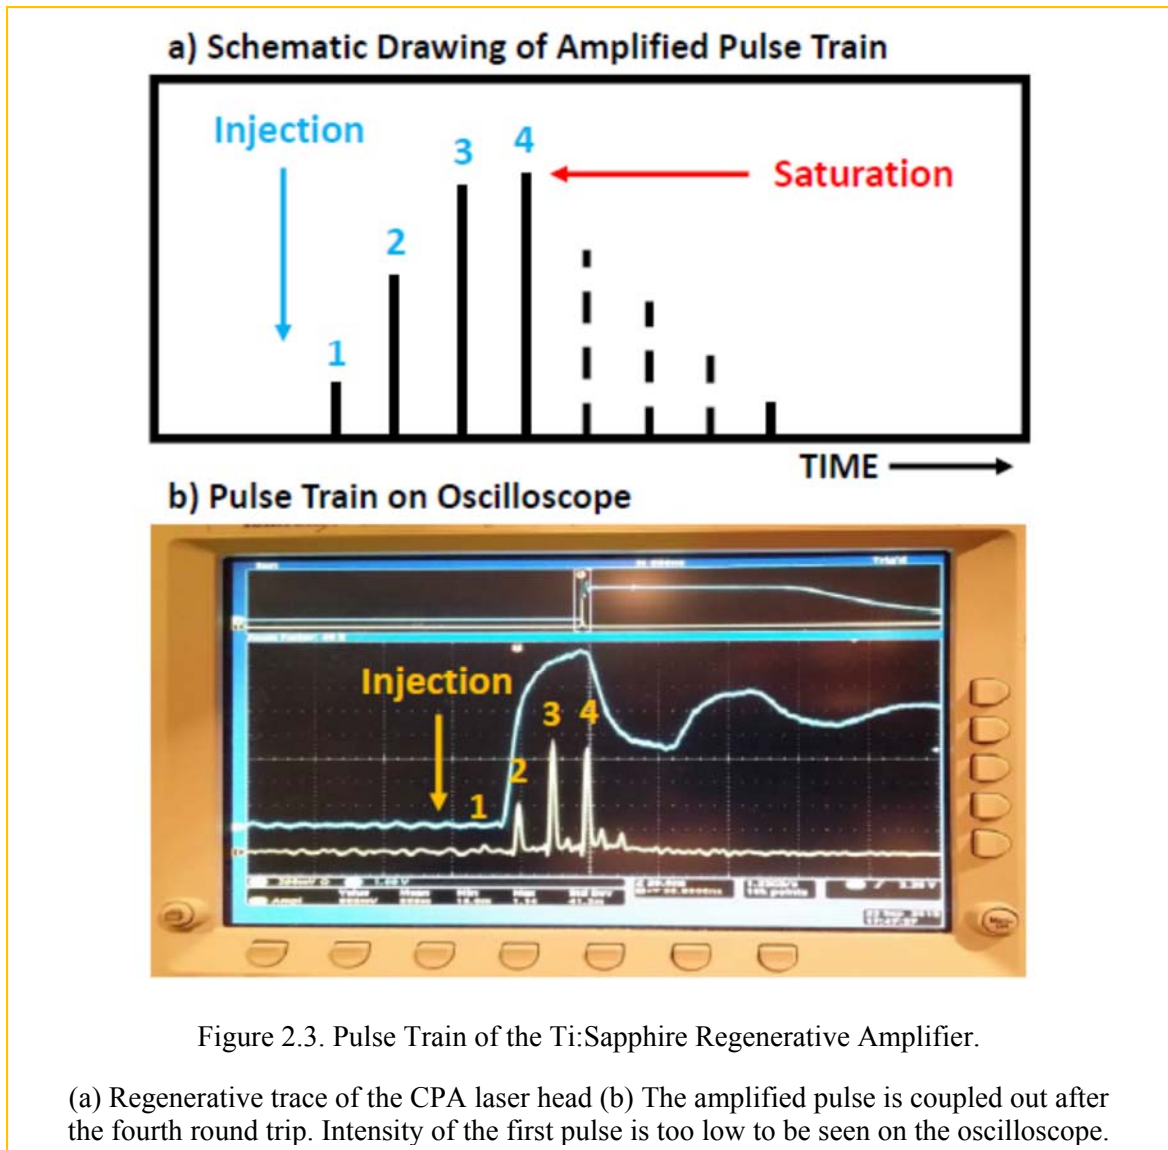 a) Schematic Drawing of Amplified Pulse Train
Injection
1
2
3
4
Saturation
TIME
b) Pulse Train on Oscilloscope
Injection
1
2
3
4
Figure 2.3. Pulse Train of the Ti:Sapphire Regenerative Amplifier.
(a) Regenerative trace of the CPA laser head (b) The amplified pulse is coupled out after
the fourth round trip. Intensity of the first pulse is too low to be seen on the oscilloscope.